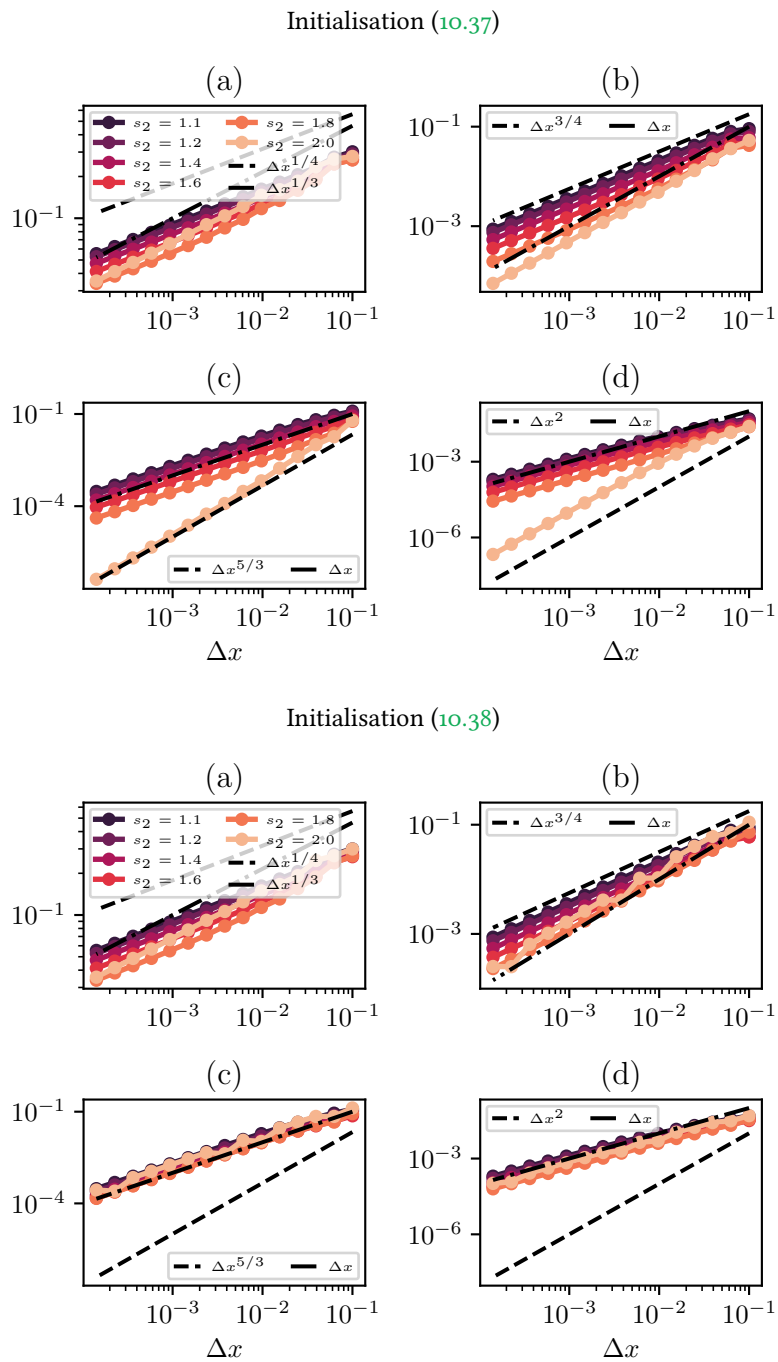 Initialisation (10.37)
(a)
(b)
s₂ = 1.1
s₂ = 1.2
s₂ = 1.4
s₂ = 1.6
s₂ = 1.8
s₂ = 2.0
Δx^{1/4}
Δx^{1/3}
10⁻¹
10⁻³ 10⁻² 10⁻¹
Δx^{3/4} Δx
10⁻¹
10⁻³
10⁻³ 10⁻² 10⁻¹
(c)
(d)
10⁻¹
10⁻⁴
Δx^{5/3} Δx
10⁻³ 10⁻² 10⁻¹
Δx
Δx² Δx
10⁻³
10⁻⁶
10⁻³ 10⁻² 10⁻¹
Δx
Initialisation (10.38)
(a)
(b)
s₂ = 1.1
s₂ = 1.2
s₂ = 1.4
s₂ = 1.6
s₂ = 1.8
s₂ = 2.0
Δx^{1/4}
Δx^{1/3}
10⁻¹
10⁻³ 10⁻² 10⁻¹
Δx^{3/4} Δx
10⁻¹
10⁻³
10⁻³ 10⁻² 10⁻¹
(c)
(d)
10⁻¹
10⁻⁴
Δx^{5/3} Δx
10⁻³ 10⁻² 10⁻¹
Δx
Δx² Δx
10⁻³
10⁻⁶
10⁻³ 10⁻² 10⁻¹
Δx